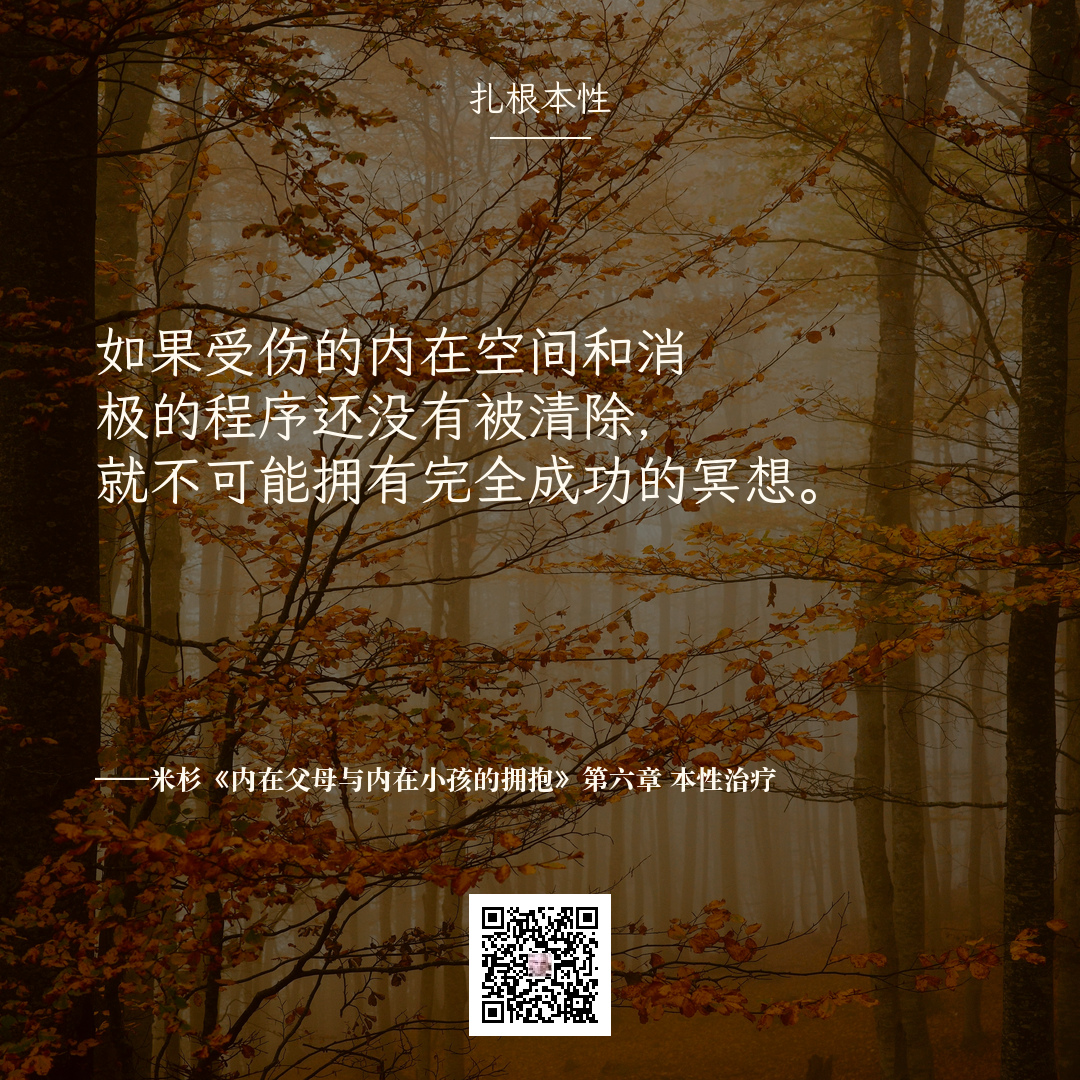 扎根本性
如果受伤的内在空间和消
极的程序还没有被清除,
就不可能拥有完全成功的冥想。
——米杉《内在父母与内在小孩的拥抱》第六章 本性治疗